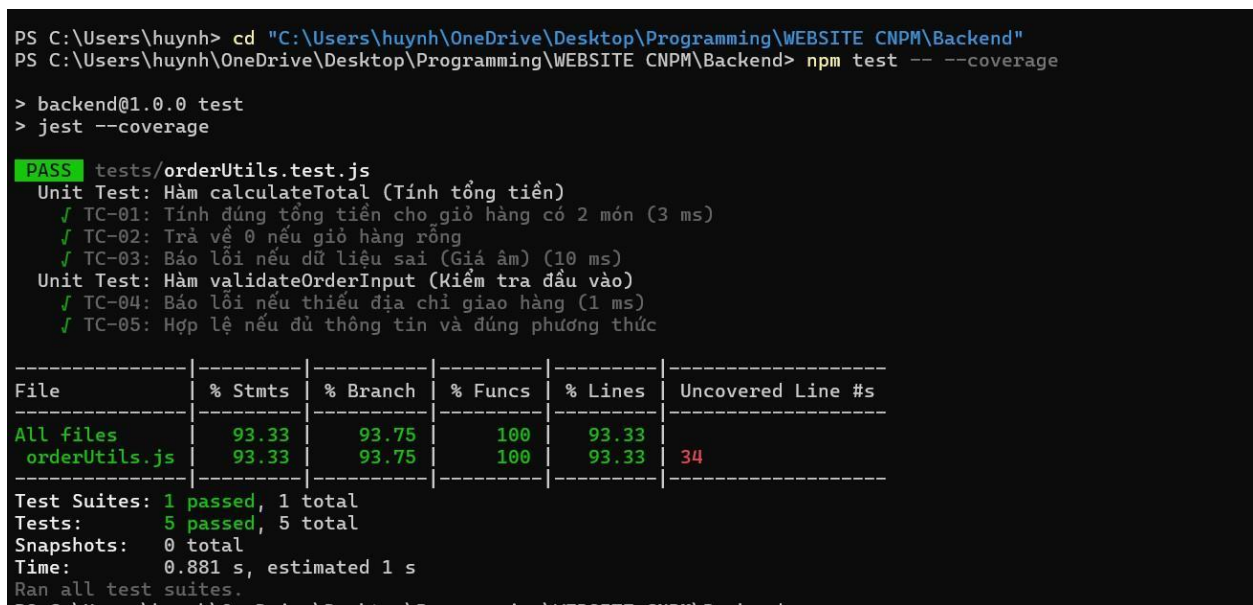 PS C:\Users\huynh> cd "C:\Users\huynh\OneDrive\Desktop\Programming\WEBSITE CNPM\Backend"
PS C:\Users\huynh\OneDrive\Desktop\Programming\WEBSITE CNPM\Backend> npm test -- --coverage
> backend@1.0.0 test
> jest --coverage
PASS tests/orderUtils.test.js
Unit Test: Hàm calculateTotal (Tính tổng tiền)
√ TC-01: Tính đúng tổng tiền cho giỏ hàng có 2 món (3 ms)
√ TC-02: Trả về 0 nếu giỏ hàng rỗng
√ TC-03: Báo lỗi nếu dữ liệu sai (Giá âm) (10 ms)
Unit Test: Hàm validateOrderInput (Kiểm tra đầu vào)
√ TC-04: Báo lỗi nếu thiếu địa chỉ giao hàng (1 ms)
√ TC-05: Hợp lệ nếu đủ thông tin và đúng phương thức
---------------|---------|----------|---------|---------|-------------------
File | % Stmts | % Branch | % Funcs | % Lines | Uncovered Line #s
---------------|---------|----------|---------|---------|-------------------
All files | 93.33 | 93.75 | 100 | 93.33 |
orderUtils.js | 93.33 | 93.75 | 100 | 93.33 | 34
---------------|---------|----------|---------|---------|-------------------
Test Suites: 1 passed, 1 total
Tests: 5 passed, 5 total
Snapshots: 0 total
Time: 0.881 s, estimated 1 s
Ran all test suites.